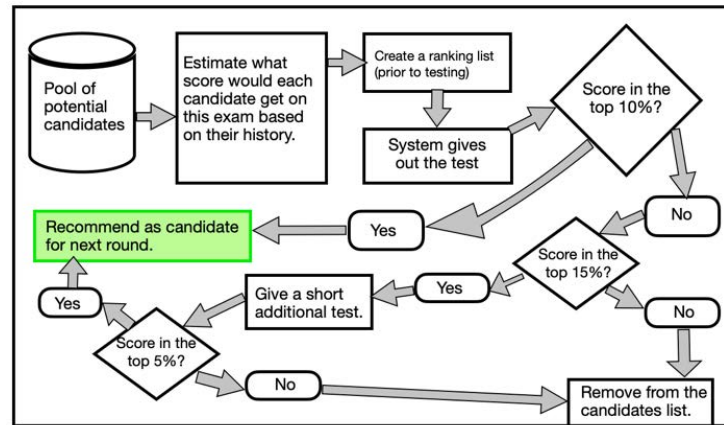 Pool of
potential
candidates
Estimate what
score would each
candidate get on
this exam based
on their history.
Create a ranking list
(prior to testing)
System gives
out the test
Score in the
top 10%?
Yes
No
Recommend as candidate
for next round.
Score in the
top 15%?
Yes
No
Give a short
additional test.
Yes
Score in the
top 5%?
No
Remove from the
candidates list.